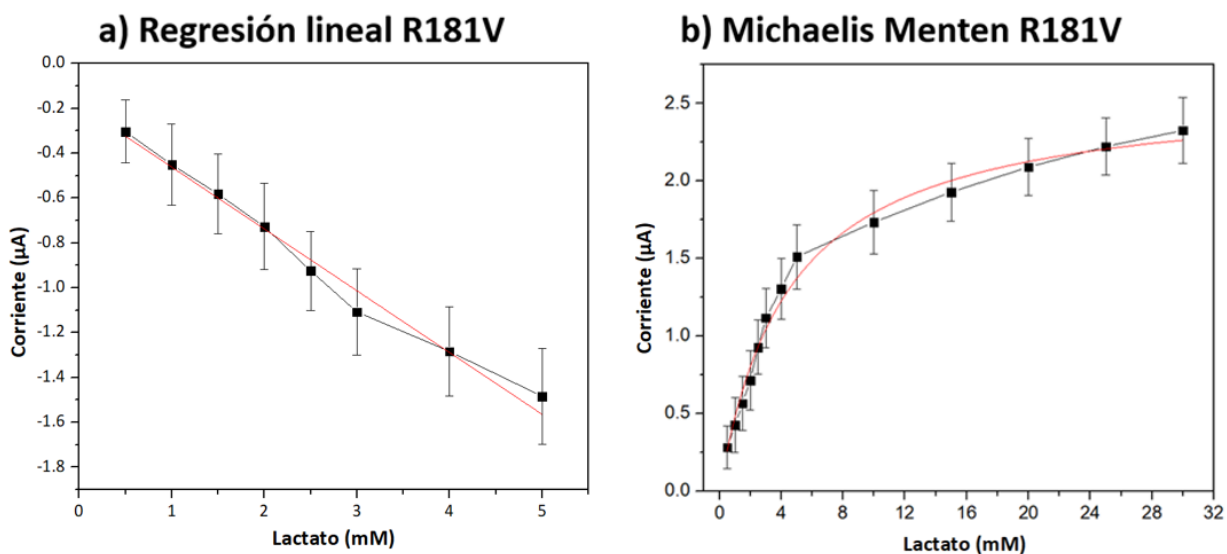 a) Regresión lineal R181V
0.0
-0.2
-0.4
-0.6
-0.8
-1.0
-1.2
-1.4
-1.6
-1.8
Corriente (µA)
0 1 2 3 4 5
Lactato (mM)
b) Michaelis Menten R181V
2.5
2.0
1.5
1.0
0.5
0.0
Corriente (µA)
0 4 8 12 16 20 24 28 32
Lactato (mM)